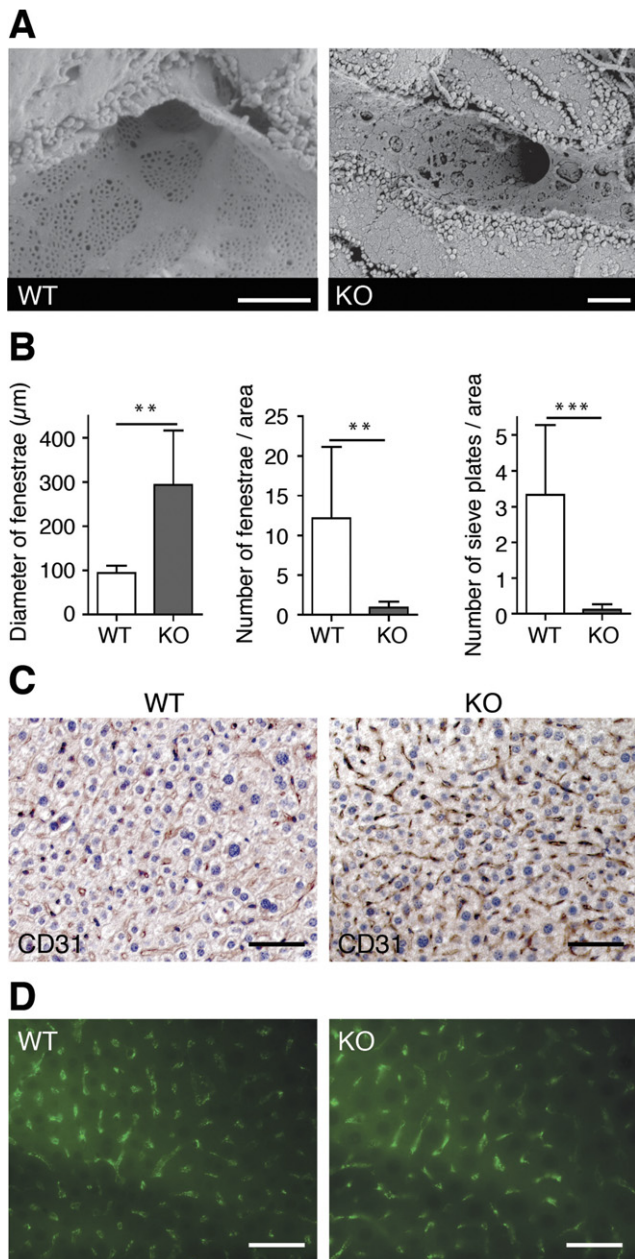 A
WT
KO
B
Diameter of fenestrae (µm)
400
300
200
100
0
**
WT KO
Number of fenestrae / area
25
20
15
10
5
0
**
WT KO
Number of sieve plates / area
5
4
3
2
1
0
***
WT KO
C
WT KO
CD31
CD31
D
WT
KO